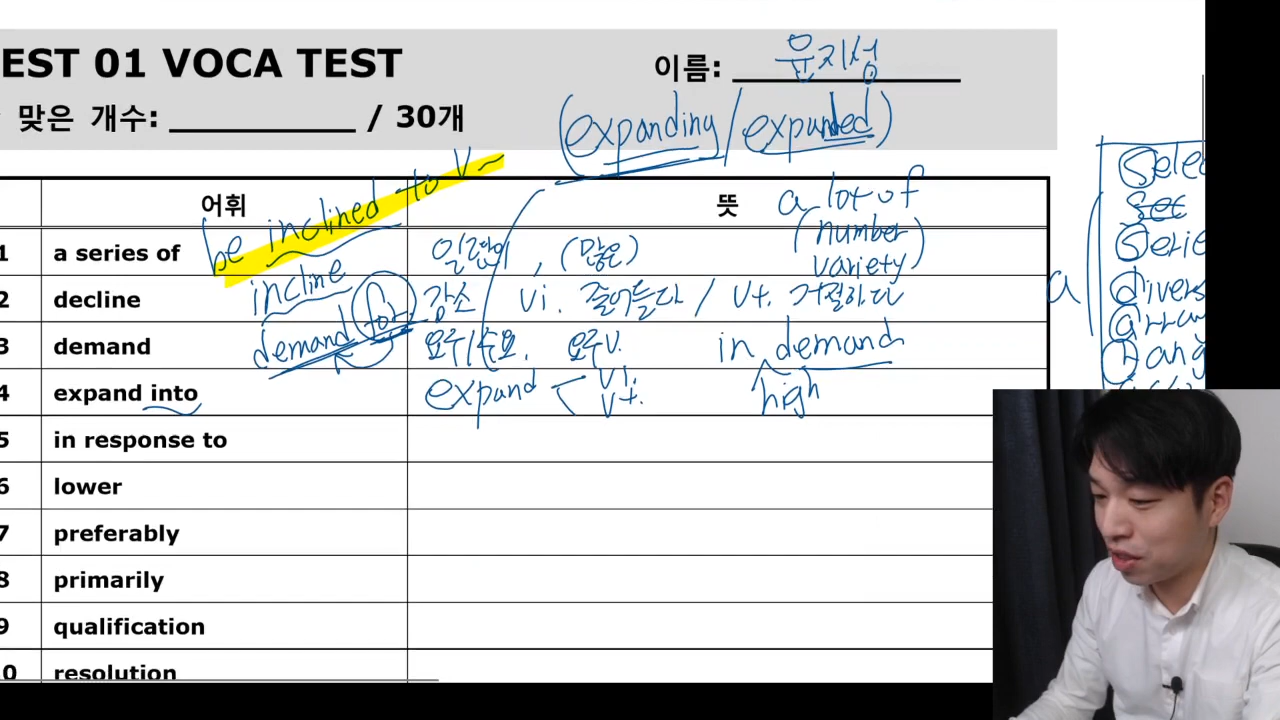 EST 01 VOCA TEST
이름: 윤지성
맞은 개수: / 30개
(expanding / expanded)
어휘
뜻
be inclined to V
a lot of
(number
variety)
1 a series of 일련의, (많은)
incline
2 decline 감소 vi. 줄어들다 / vt. 거절하다
demand for
3 demand 요구/수요, 요구v. in demand
high
4 expand into expand vi.
vt.
5 in response to
6 lower
7 preferably
8 primarily
9 qualification
0 resolution
a
Selec
set
Serie
divers
arran
rang